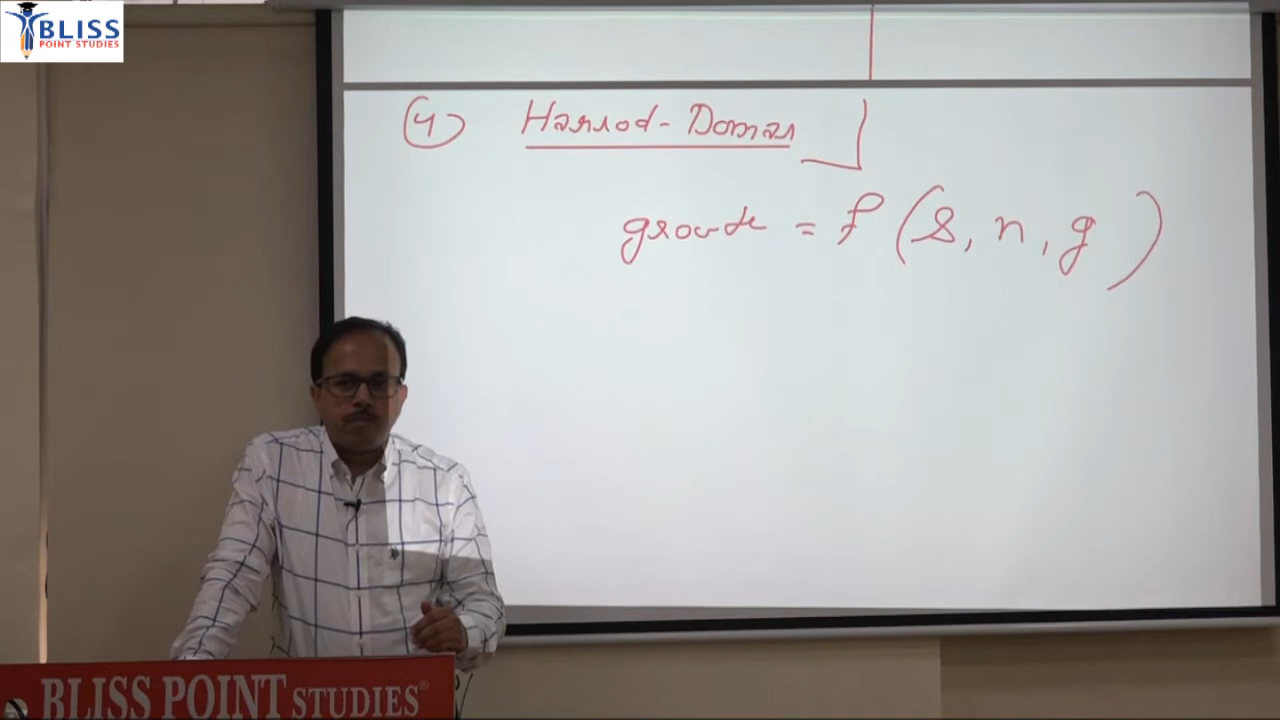 BLISS
POINT STUDIES
(4) Harrod-Domar
growth = f (s, n, g)
BLISS POINT STUDIES®